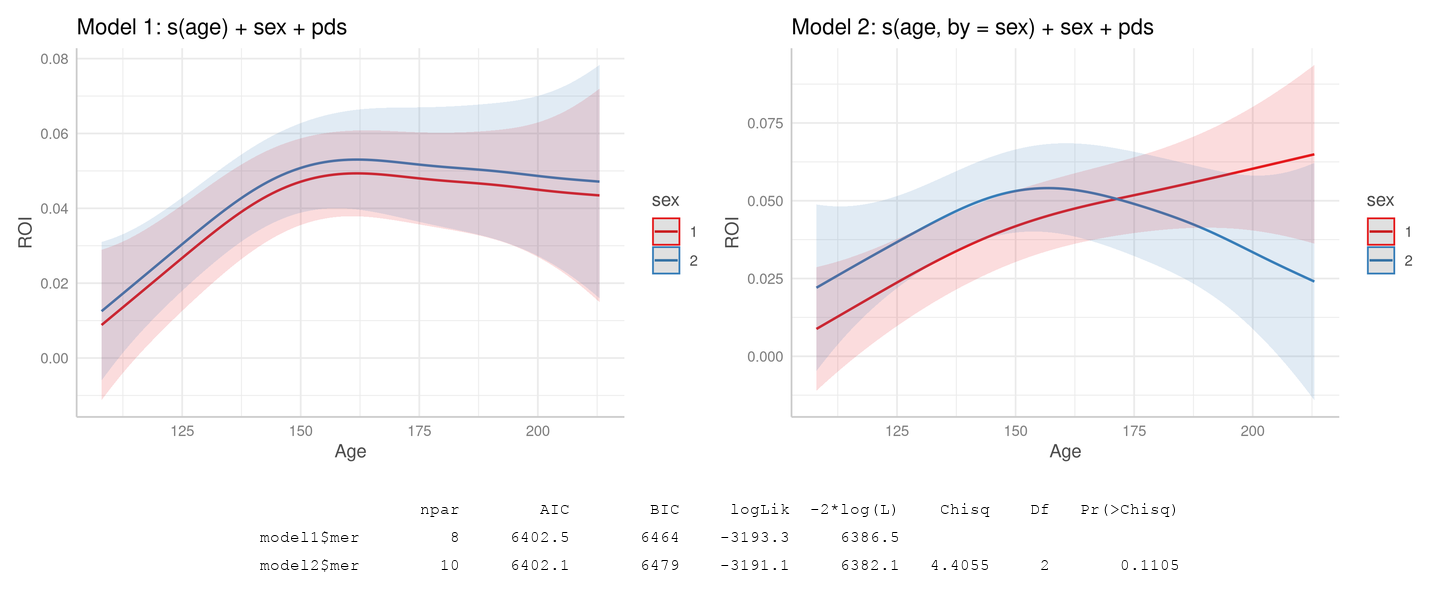 Model 1: s(age) + sex + pds
0.08
0.06
0.04
0.02
0.00
ROI
125 150 175 200
Age
sex
1
2
Model 2: s(age, by = sex) + sex + pds
0.075
0.050
0.025
0.000
ROI
125 150 175 200
Age
sex
1
2
npar AIC BIC logLik -2*log(L) Chisq Df Pr(>Chisq)
model1$mer 8 6402.5 6464 -3193.3 6386.5
model2$mer 10 6402.1 6479 -3191.1 6382.1 4.4055 2 0.1105